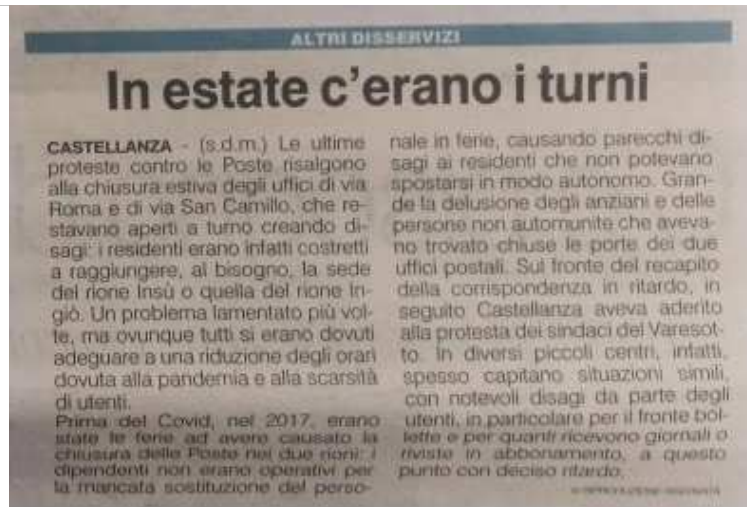 ALTRI DISSERVIZI
In estate c'erano i turni
CASTELLANZA - (s.d.m.) Le ultime
proteste contro le Poste risalgono
alla chiusura estiva degli uffici di via
Roma e di via San Camillo, che re-
stavano aperti a turno creando di-
sagi: i residenti erano infatti costretti
a raggiungere, al bisogno, la sede
del rione Insù o quella del rione In-
giò. Un problema lamentato più vol-
te, ma ovunque tutti si erano dovuti
adeguare a una riduzione degli orari
dovuta alla pandemia e alla scarsità
di utenti.
Prima del Covid, nel 2017, erano
state le ferie ad avere causato la
chiusura delle Poste nei due rioni: i
dipendenti non erano operativi per
la mancata sostituzione del perso-
nale in ferie, causando parecchi di-
sagi ai residenti che non potevano
spostarsi in modo autonomo. Gran-
de la delusione degli anziani e delle
persone non automunite che aveva-
no trovato chiuse le porte dei due
uffici postali. Sul fronte del recapito
della corrispondenza in ritardo, in
seguito Castellanza aveva aderito
alla protesta dei sindaci del Varesot-
to. In diversi piccoli centri, infatti,
spesso capitano situazioni simili,
con notevoli disagi da parte degli
utenti, in particolare per il fronte bol-
lette e per quanti ricevono giornali o
riviste in abbonamento, a questo
punto con deciso ritardo.
© RIPRODUZIONE RISERVATA